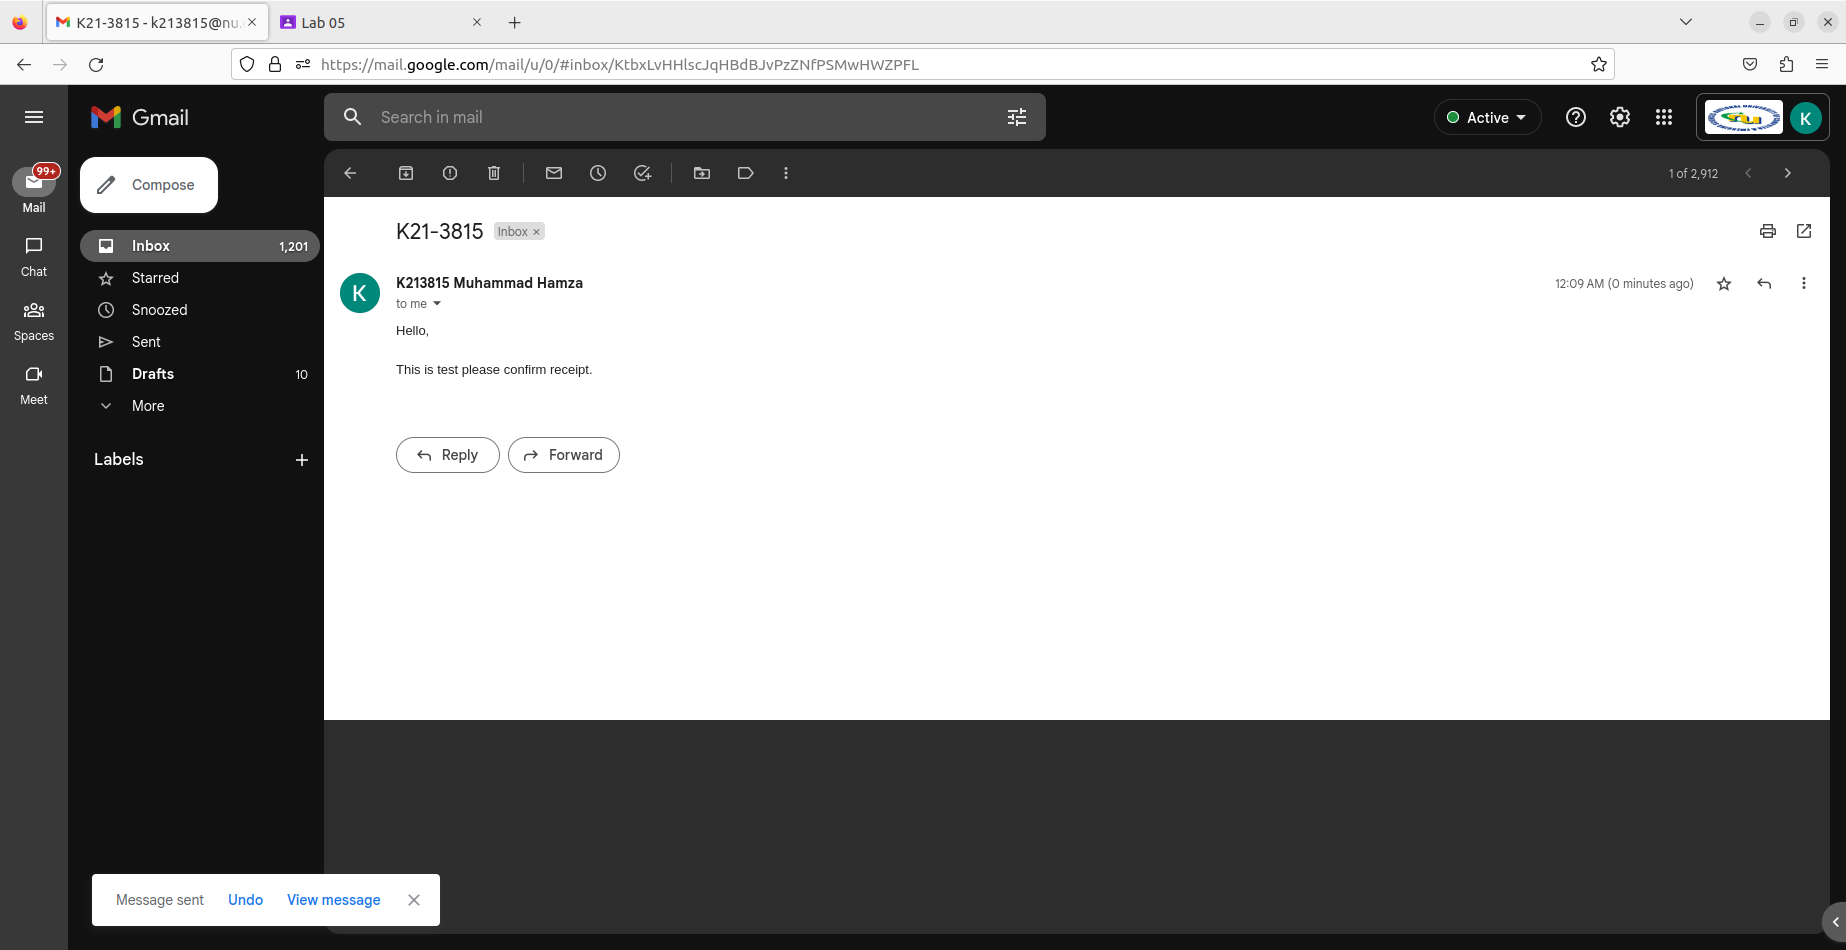 K21-3815 - k213815@nu.
Lab 05
https://mail.google.com/mail/u/0/#inbox/KtbxLvHHlscJqHBdBJvPzZNfPSMwHWZPFL
Gmail
Search in mail
Active
K
99+
Mail
Compose
1 of 2,912
Chat
Inbox 1,201
Starred
Snoozed
Spaces
Sent
Drafts 10
Meet
More
Labels
K21-3815 Inbox ×
K
K213815 Muhammad Hamza
12:09 AM (0 minutes ago)
to me
Hello,
This is test please confirm receipt.
Reply
Forward
Message sent Undo View message